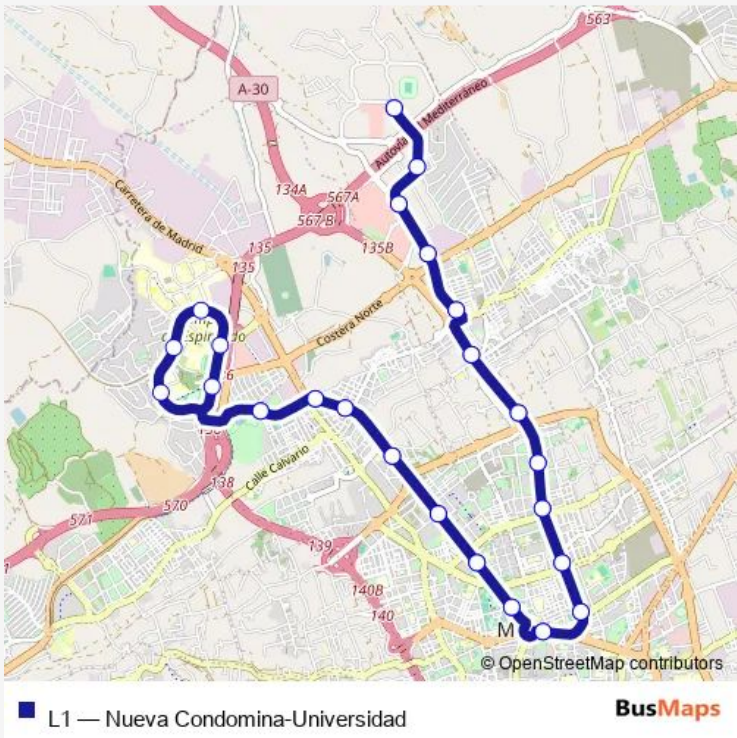 563
A-30
Autovía
Mediterráneo
134A
567A
567 B
Carretera de Madrid
135
135B
135
Costera Norte
138
Calle Calvario
570
571
139
140B
140
M
© OpenStreetMap contributors
L1 — Nueva Condomina-Universidad
BusMaps